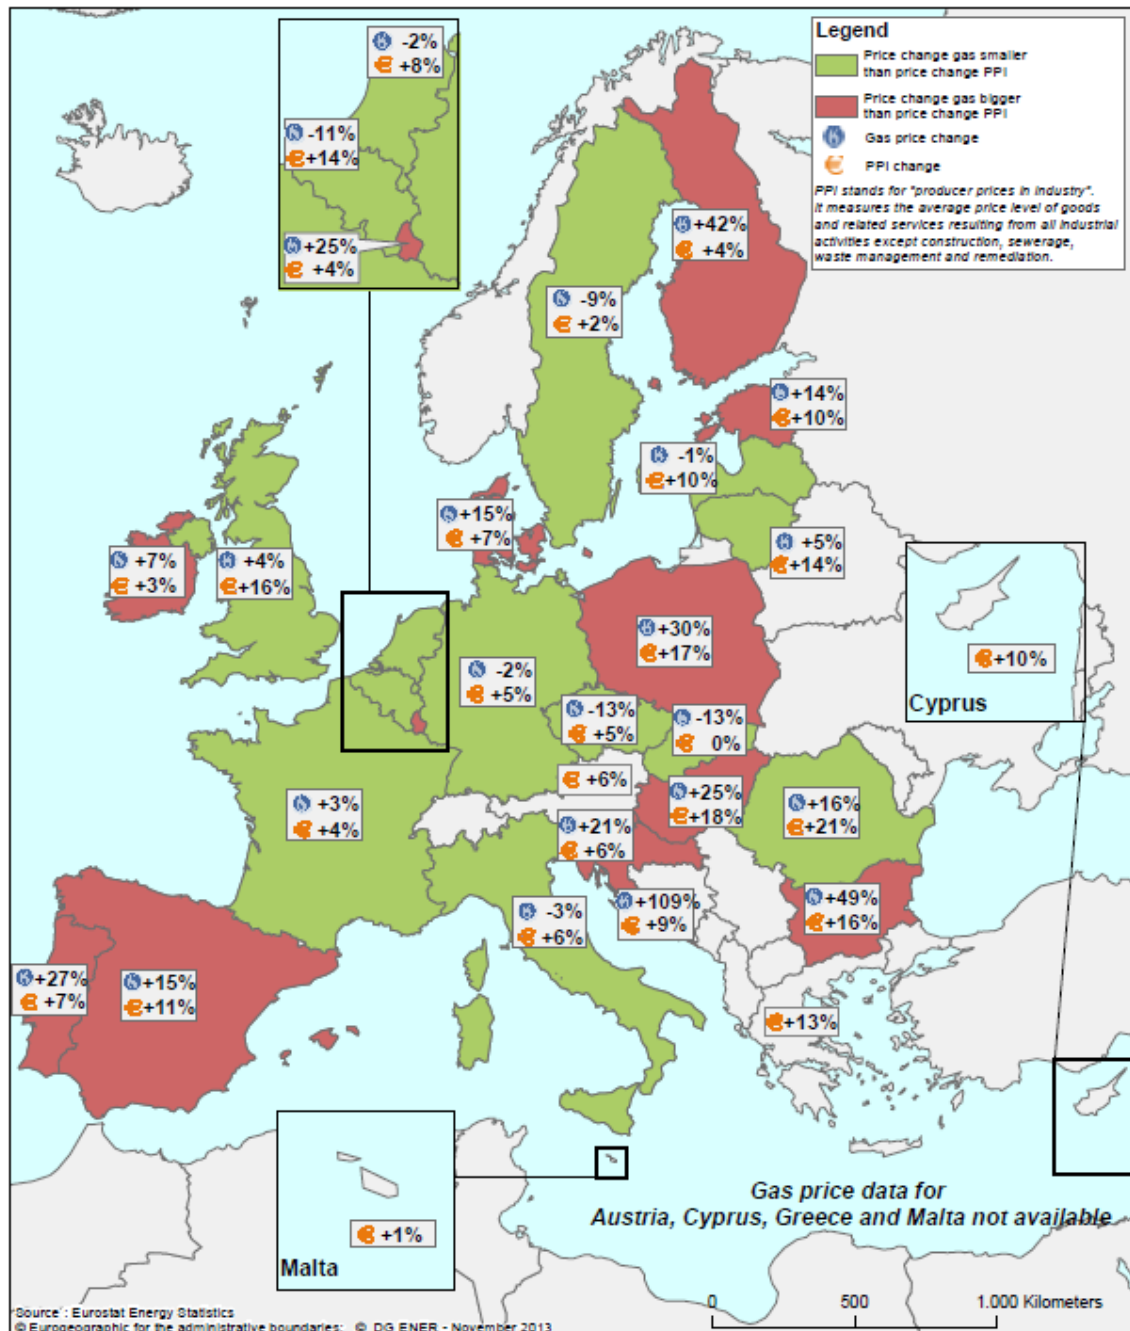 Legend
Price change gas smaller
than price change PPI
Price change gas bigger
than price change PPI
Gas price change
€ PPI change
PPI stands for "producer prices in industry".
It measures the average price level of goods
and related services resulting from all industrial
activities except construction, sewerage,
waste management and remediation.
-2%
€ +8%
-11%
€ +14%
+25%
€ +4%
+42%
€ +4%
-9%
€ +2%
+14%
€ +10%
-1%
€ +10%
+15%
€ +7%
+5%
€ +14%
+7%
€ +3%
+4%
€ +16%
+30%
€ +17%
-2%
€ +5%
-13%
€ +5%
-13%
€ 0%
€ +6%
+25%
€ +18%
+16%
€ +21%
+3%
€ +4%
+21%
€ +6%
+109%
€ +9%
+49%
€ +16%
-3%
€ +6%
+27%
€ +7%
+15%
€ +11%
€ +13%
€ +10%
Cyprus
€ +1%
Malta
Gas price data for
Austria, Cyprus, Greece and Malta not available
0 500 1.000 Kilometers
Source : Eurostat Energy Statistics
© Eurogeographic for the administrative boundaries; © DG ENER - November 2013